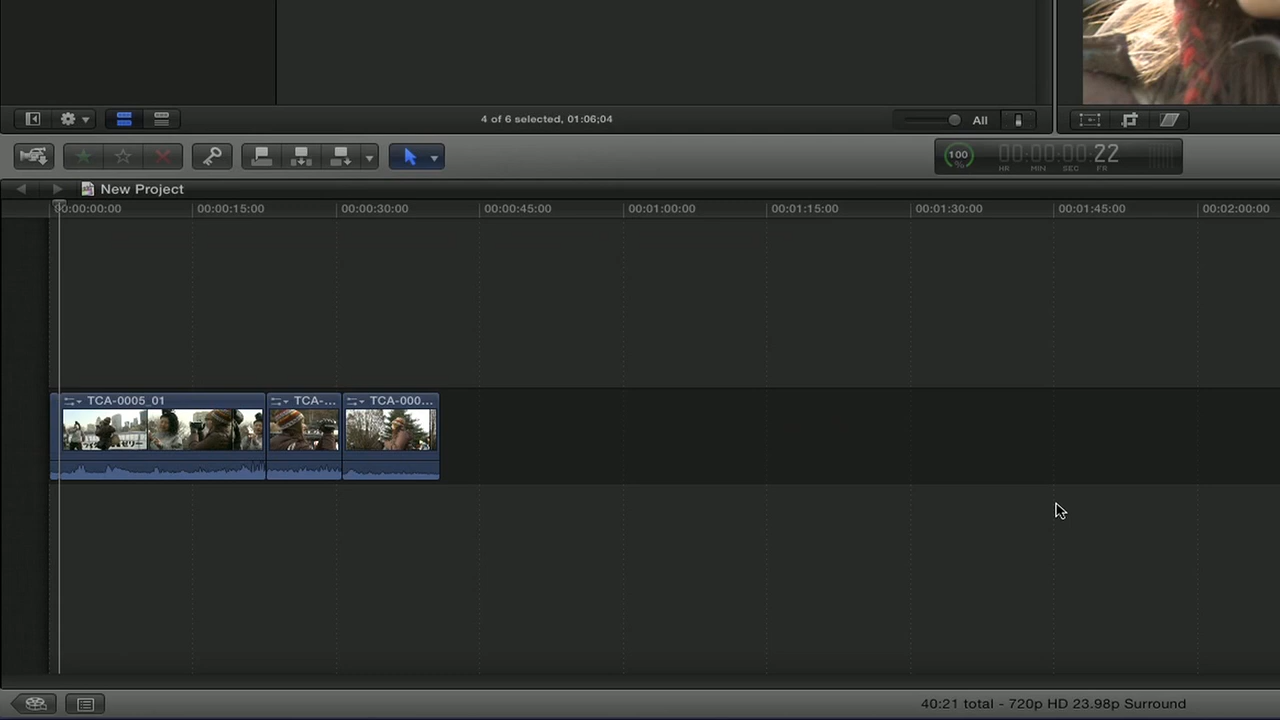 4 of 6 selected, 01:06;04
All
100
%
00:00:00:22
HR MIN SEC FR
New Project
00:00:00:00 00:00:15:00 00:00:30:00 00:00:45:00 00:01:00:00 00:01:15:00 00:01:30:00 00:01:45:00 00:02:00:00
TCA-0005_01 TCA-... TCA-000...
40:21 total - 720p HD 23.98p Surround